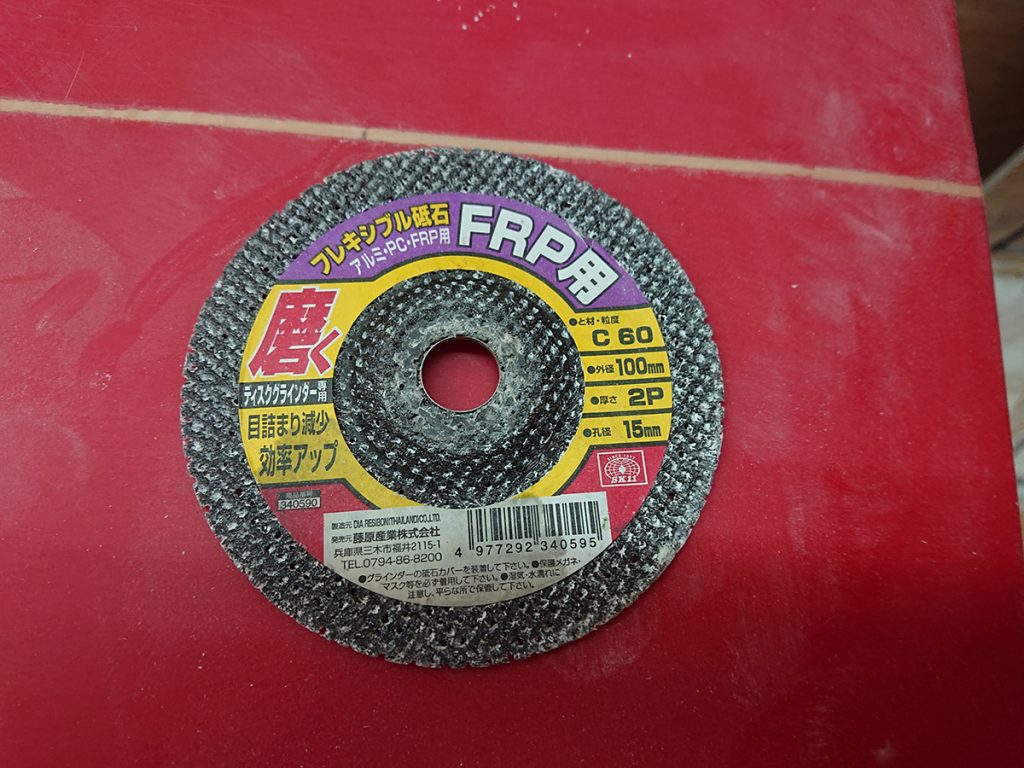 フレキシブル砥石
アルミ・PC・FRP用
FRP用
磨く
ディスクグラインダー専用
目詰まり減少
効率アップ
商品番号
340590
●と材・粒度
C 60
●外径 100mm
●厚さ 2P
●孔径 15mm
SINCE 1877
SK11
製造元 DIA RESIBON(THAILAND)CO.,LTD.
発売元 藤原産業株式会社
兵庫県三木市福井2115-1
TEL.0794-86-8200
4 977292 340595
●グラインダーの砥石カバーを装着して下さい。●保護メガネ・
マスク等を必ず着用して下さい。●湿気・水濡れに
注意し、平らな所で保管して下さい。